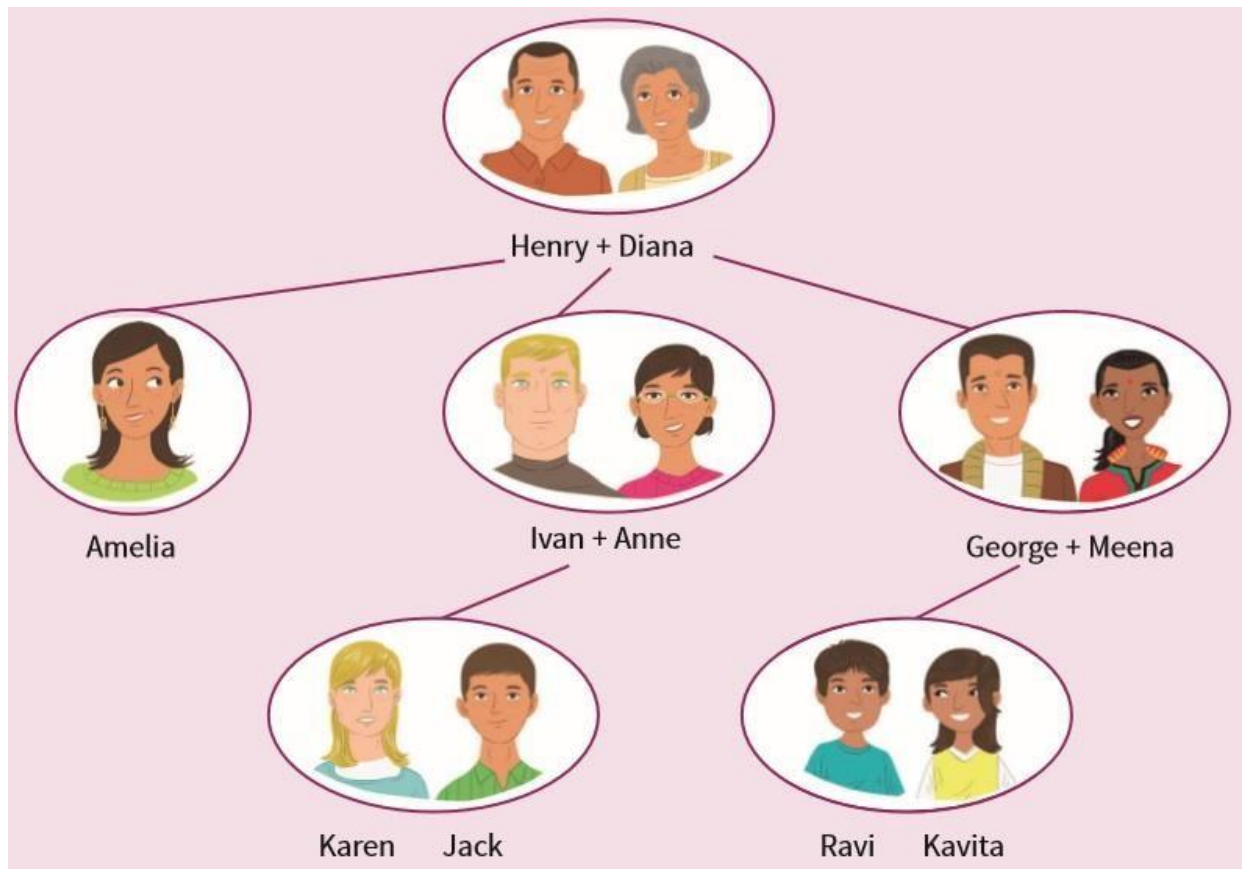 Henry + Diana
Amelia
Ivan + Anne
George + Meena
Karen Jack
Ravi Kavita